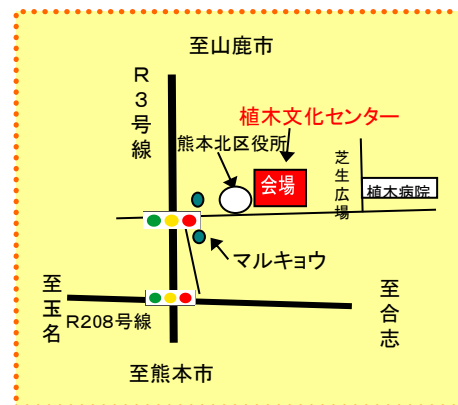 至山鹿市
R3号線
植木文化センター
熊本北区役所
会場
芝生広場
植木病院
マルキョウ
至玉名
R208号線
至合志
至熊本市